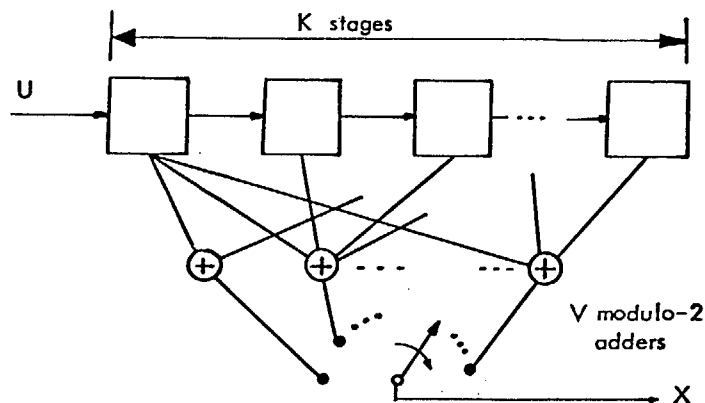 K stages
U
V modulo-2
adders
X